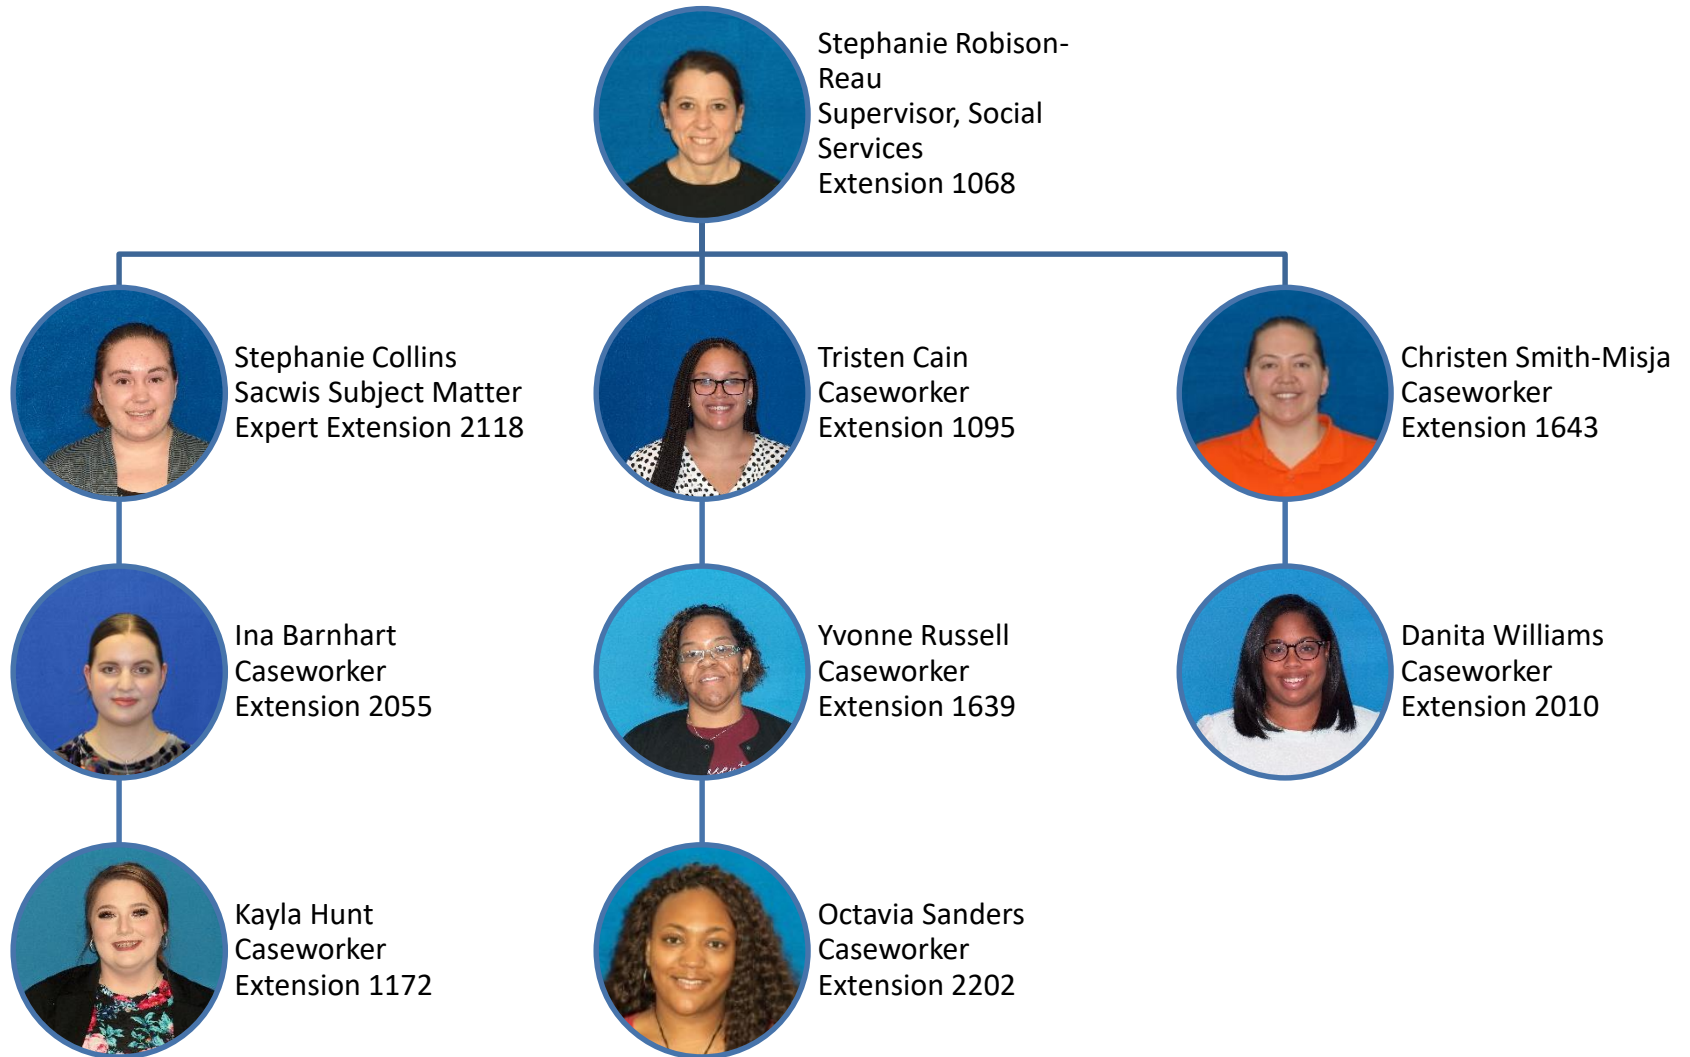 Stephanie Robison-
Reau
Supervisor, Social
Services
Extension 1068
Stephanie Collins
Sacwis Subject Matter
Expert Extension 2118
Tristen Cain
Caseworker
Extension 1095
Christen Smith-Misja
Caseworker
Extension 1643
Ina Barnhart
Caseworker
Extension 2055
Yvonne Russell
Caseworker
Extension 1639
Danita Williams
Caseworker
Extension 2010
Kayla Hunt
Caseworker
Extension 1172
Octavia Sanders
Caseworker
Extension 2202